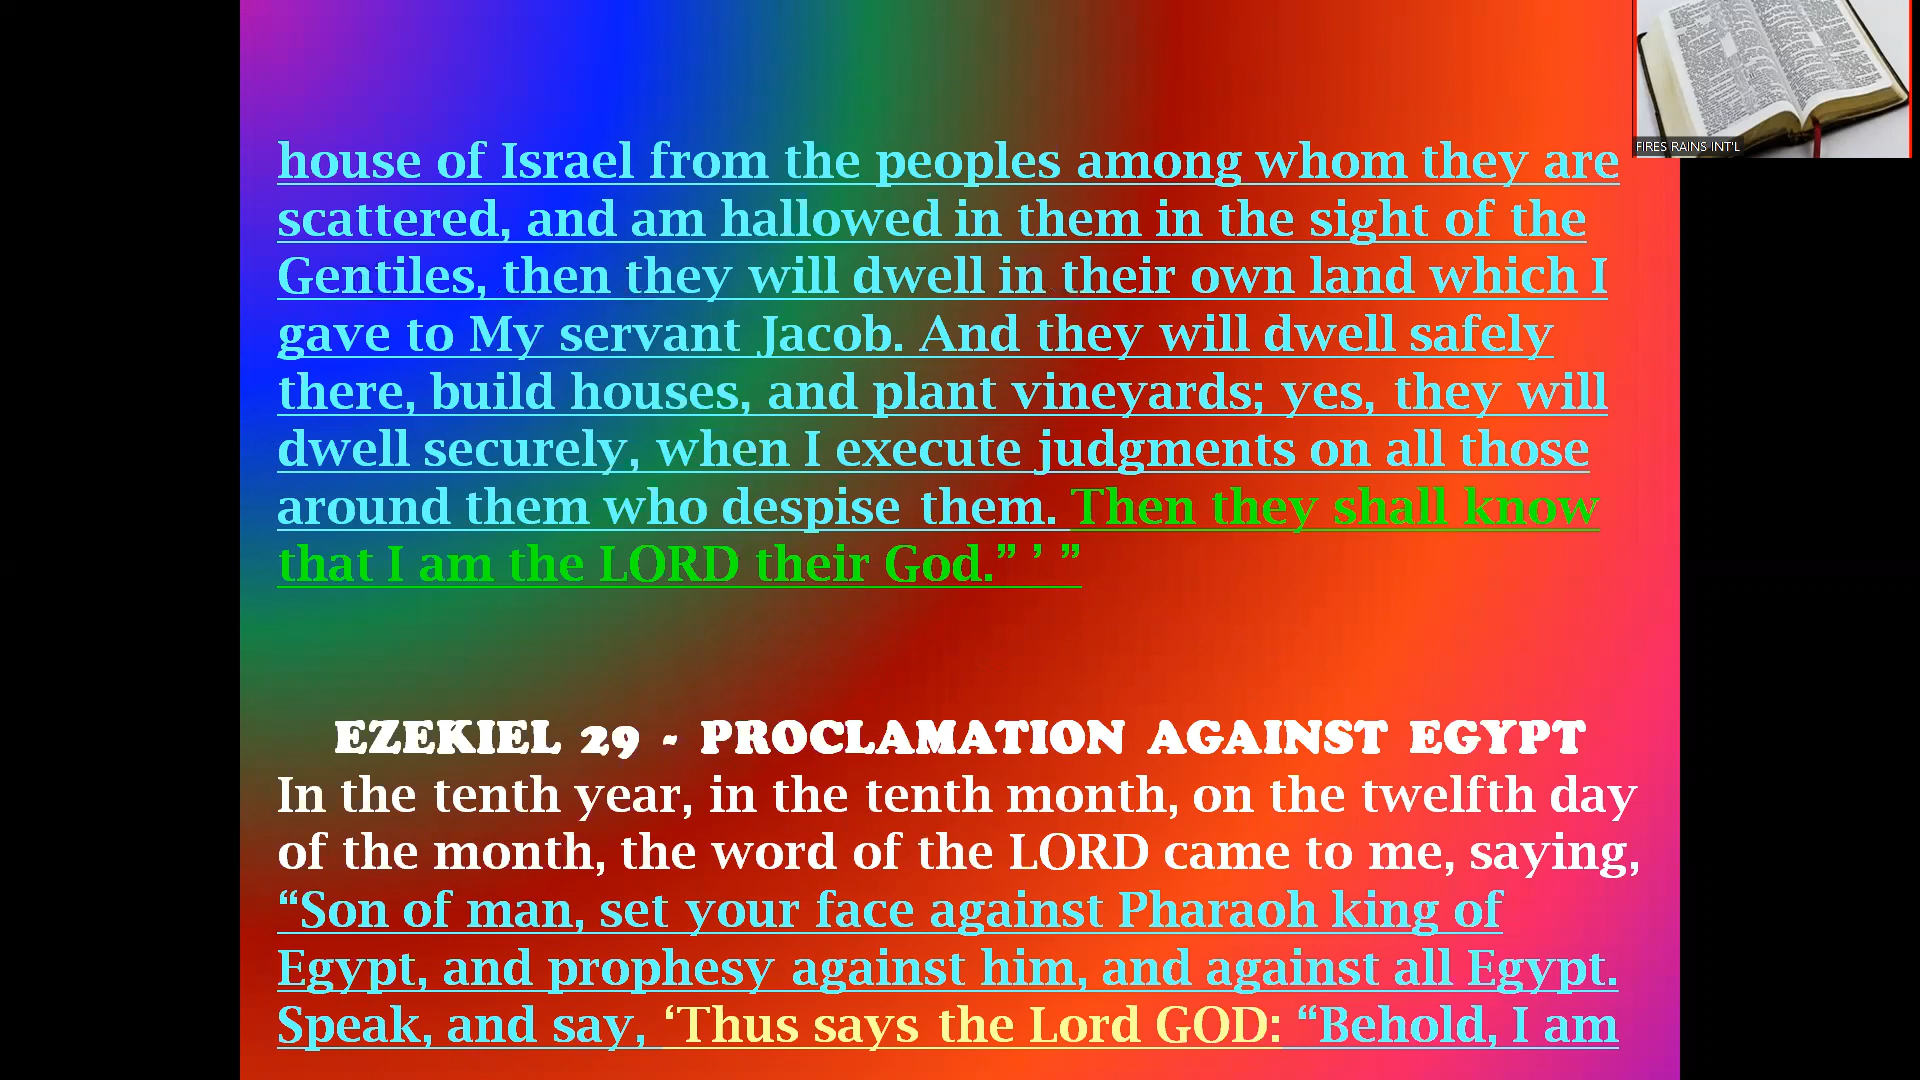 house of Israel from the peoples among whom they are
scattered, and am hallowed in them in the sight of the
Gentiles, then they will dwell in their own land which I
gave to My servant Jacob. And they will dwell safely
there, build houses, and plant vineyards; yes, they will
dwell securely, when I execute judgments on all those
around them who despise them. Then they shall know
that I am the LORD their God.” ’ ”
EZEKIEL 29 - PROCLAMATION AGAINST EGYPT
In the tenth year, in the tenth month, on the twelfth day
of the month, the word of the LORD came to me, saying,
“Son of man, set your face against Pharaoh king of
Egypt, and prophesy against him, and against all Egypt.
Speak, and say, ‘Thus says the Lord GOD: “Behold, I am
FIRES RAINS INT'L